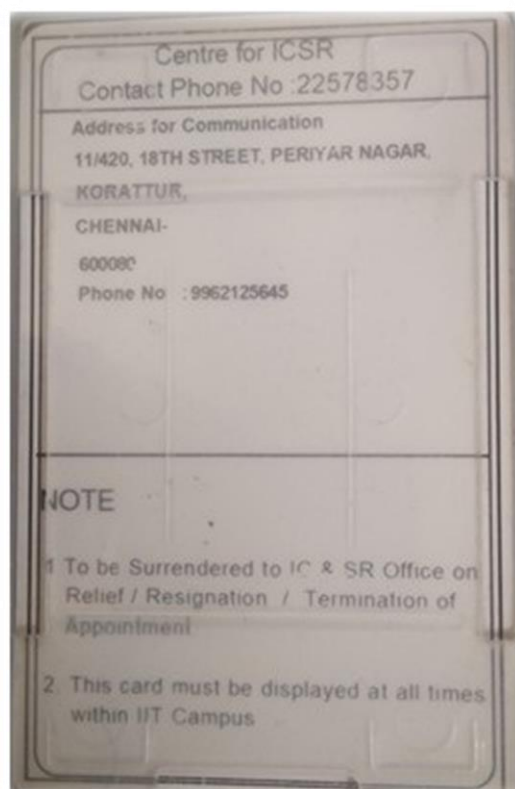 Centre for ICSR
Contact Phone No :22578357
Address for Communication
11/420, 18TH STREET, PERIYAR NAGAR,
KORATTUR,
CHENNAI-
600080
Phone No : 9962125645
NOTE
1 To be Surrendered to IC & SR Office on
Relief / Resignation / Termination of
Appointment
2. This card must be displayed at all times
within IIT Campus